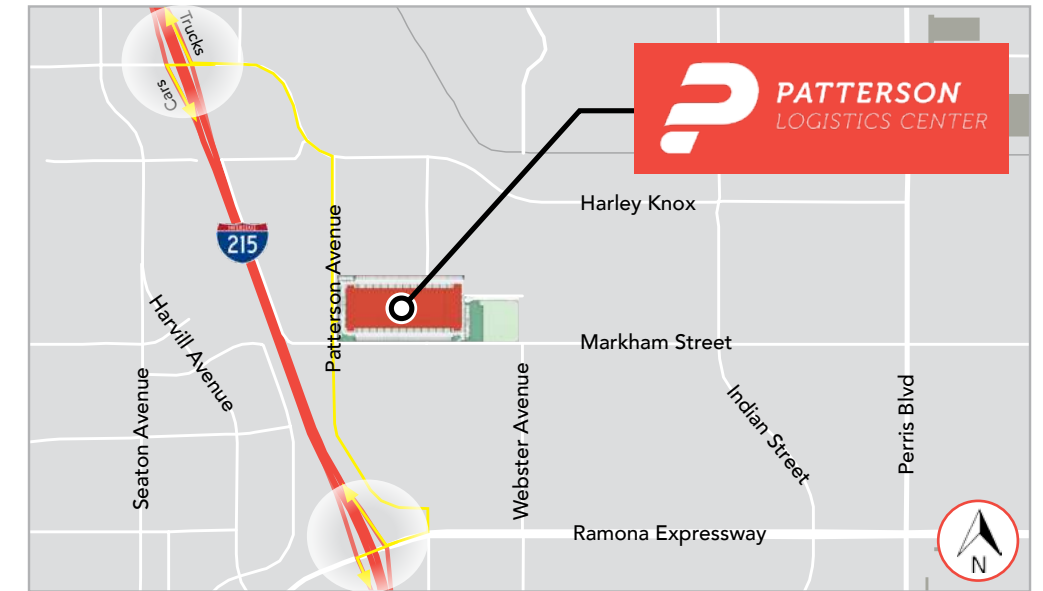 Trucks
Cars
PATTERSON
LOGISTICS CENTER
Harley Knox
INTERSTATE
215
Patterson Avenue
Harvill Avenue
Markham Street
Seaton Avenue
Webster Avenue
Indian Street
Perris Blvd
Ramona Expressway
N